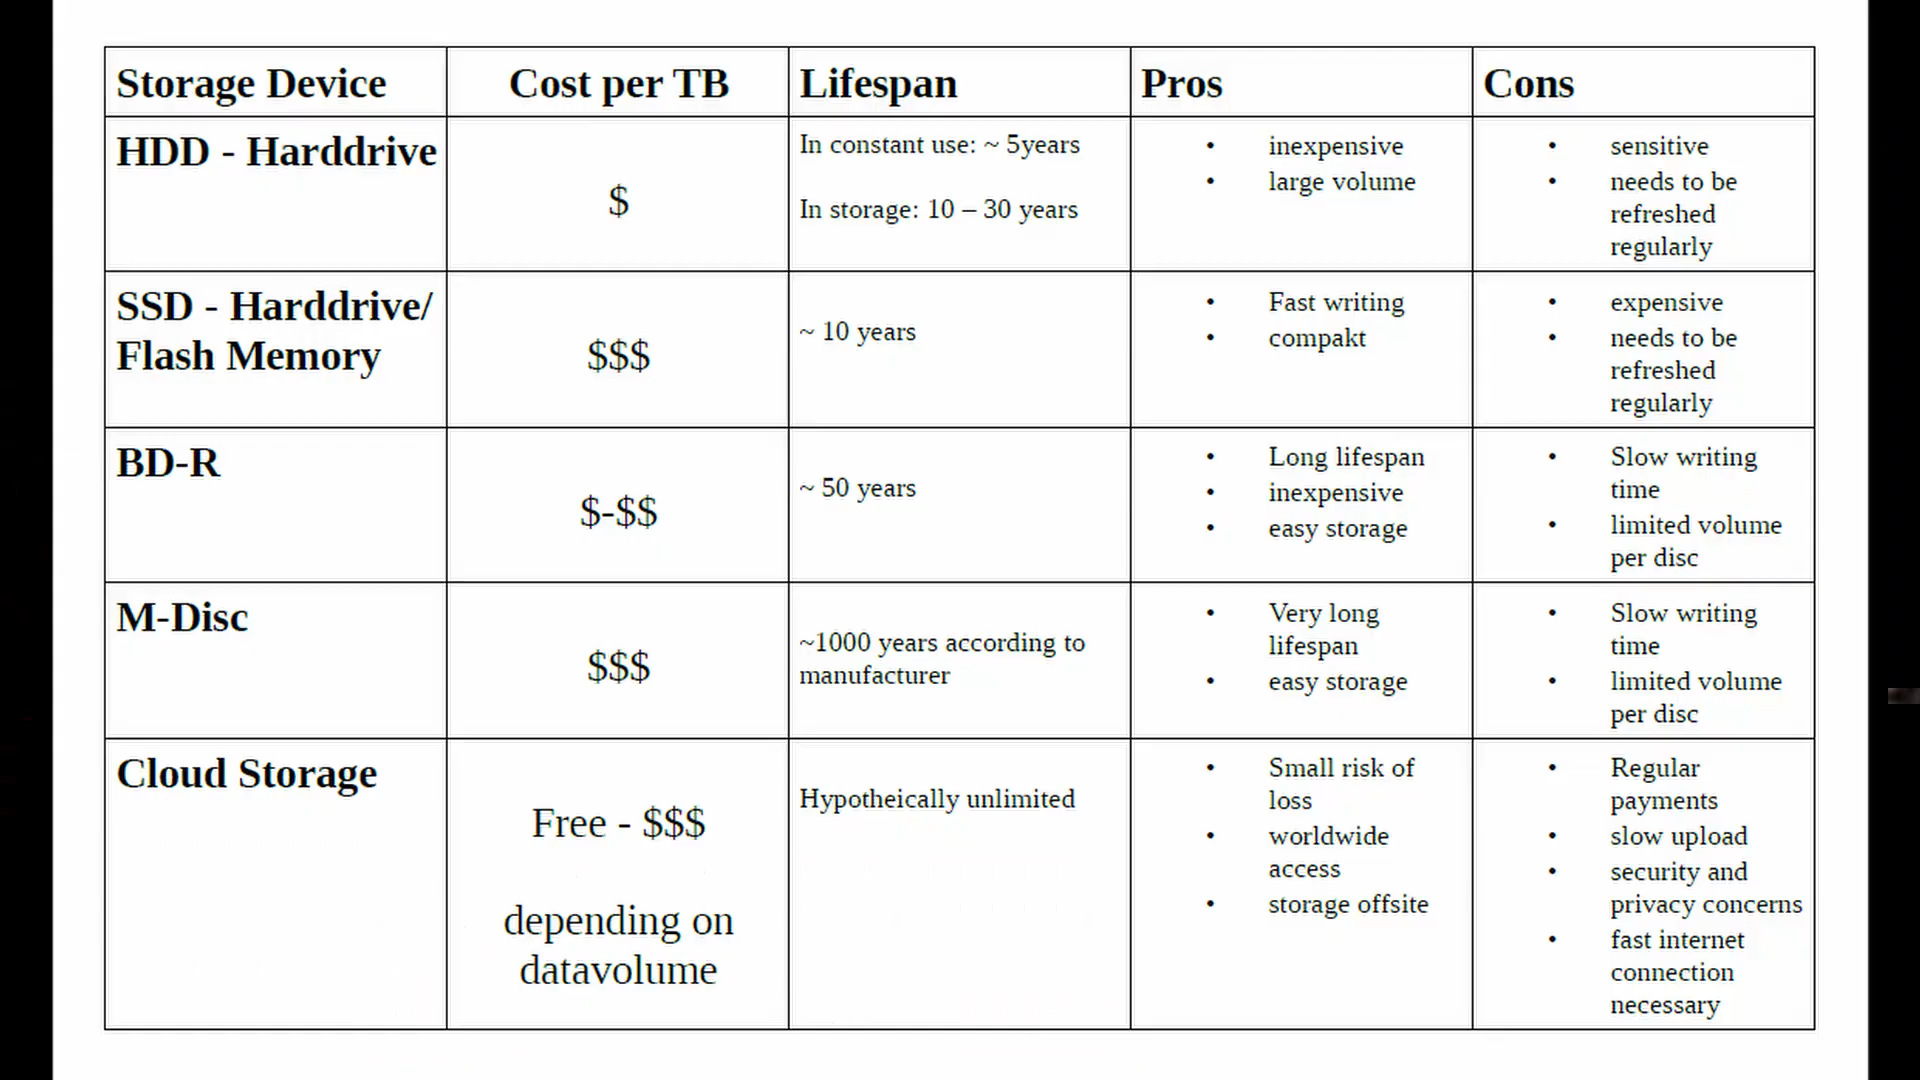 Storage Device
Cost per TB
Lifespan
Pros
Cons
HDD - Harddrive
$
In constant use: ~ 5years
In storage: 10 – 30 years
• inexpensive
• large volume
• sensitive
• needs to be
refreshed
regularly
SSD - Harddrive/
Flash Memory
$$$
~ 10 years
• Fast writing
• compakt
• expensive
• needs to be
refreshed
regularly
BD-R
$-$$
~ 50 years
• Long lifespan
• inexpensive
• easy storage
• Slow writing
time
• limited volume
per disc
M-Disc
$$$
~1000 years according to
manufacturer
• Very long
lifespan
• easy storage
• Slow writing
time
• limited volume
per disc
Cloud Storage
Free - $$$
depending on
datavolume
Hypotheically unlimited
• Small risk of
loss
• worldwide
access
• storage offsite
• Regular
payments
• slow upload
• security and
privacy concerns
• fast internet
connection
necessary